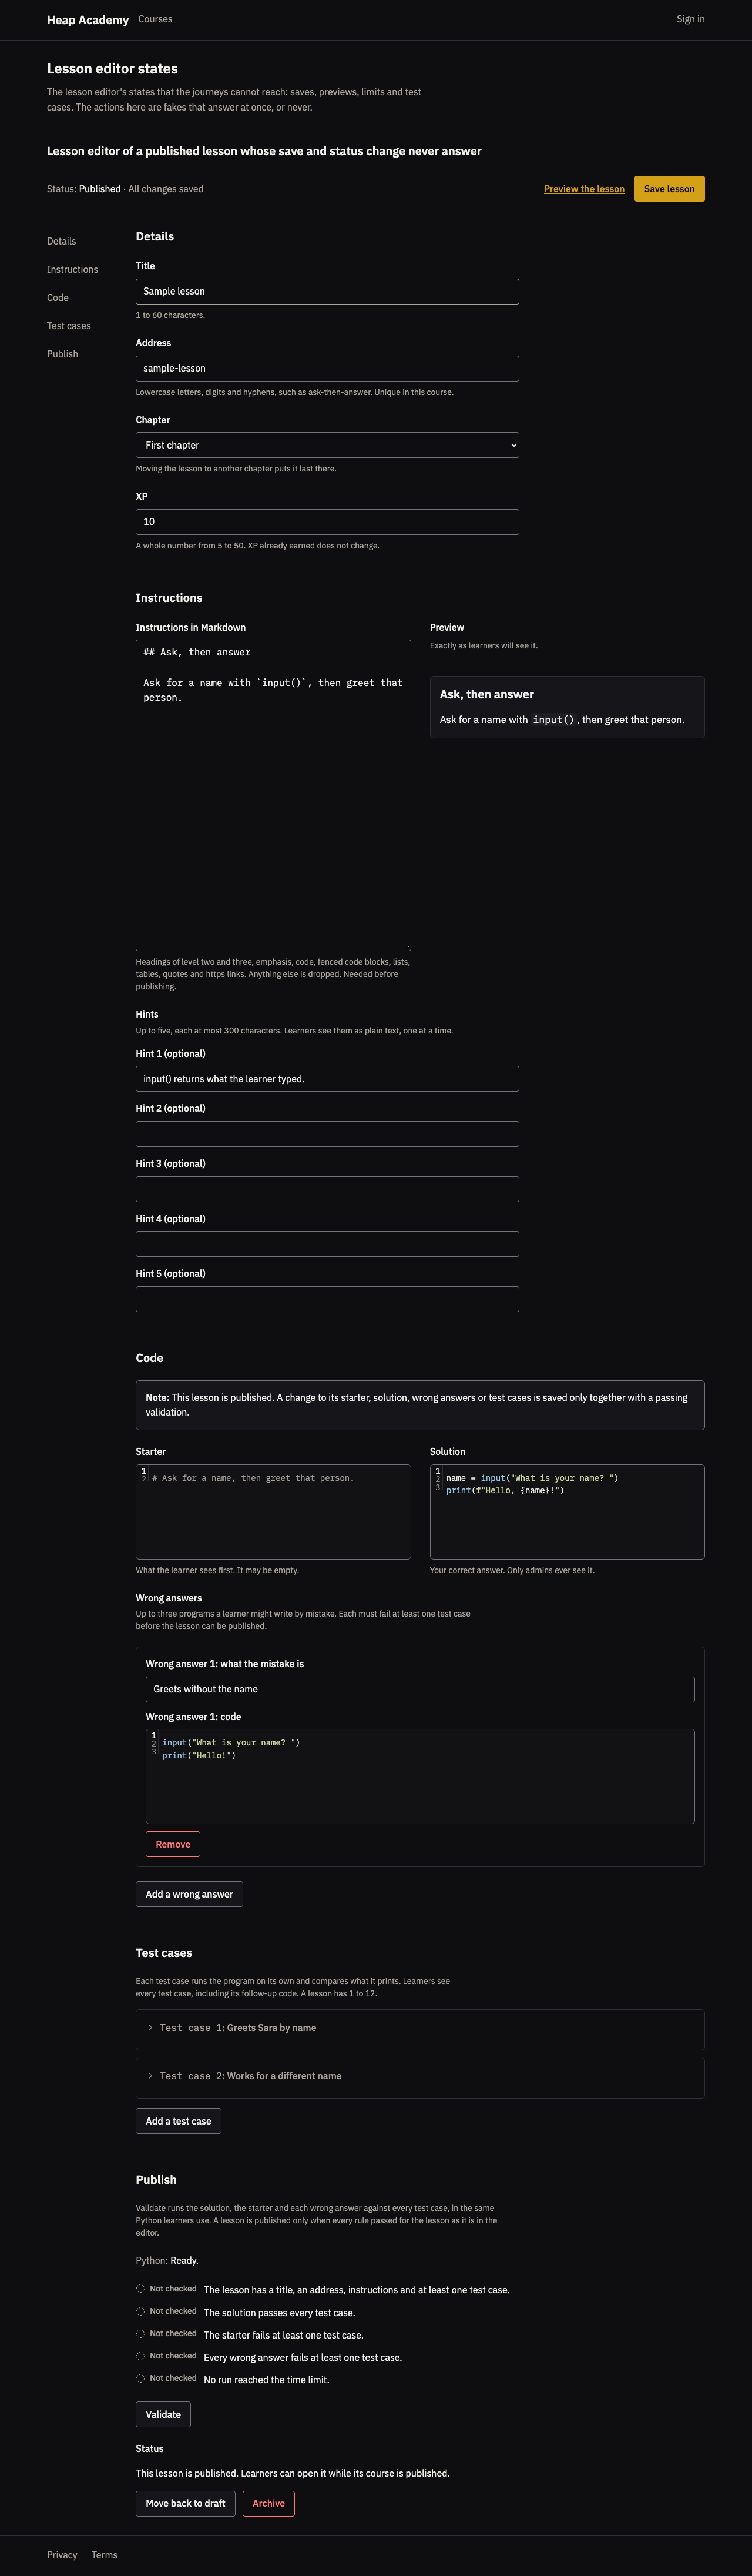 Heap Academy Courses Sign in
Lesson editor states
The lesson editor's states that the journeys cannot reach: saves, previews, limits and test
cases. The actions here are fakes that answer at once, or never.
Lesson editor of a published lesson whose save and status change never answer
Status: Published · All changes saved
Preview the lesson
Save lesson
Details
Instructions
Code
Test cases
Publish
Details
Title
Sample lesson
1 to 60 characters.
Address
sample-lesson
Lowercase letters, digits and hyphens, such as ask-then-answer. Unique in this course.
Chapter
First chapter
Moving the lesson to another chapter puts it last there.
XP
10
A whole number from 5 to 50. XP already earned does not change.
Instructions
Instructions in Markdown
## Ask, then answer
Ask for a name with `input()`, then greet that
person.
Headings of level two and three, emphasis, code, fenced code blocks, lists,
tables, quotes and https links. Anything else is dropped. Needed before
publishing.
Preview
Exactly as learners will see it.
Ask, then answer
Ask for a name with input(), then greet that person.
Hints
Up to five, each at most 300 characters. Learners see them as plain text, one at a time.
Hint 1 (optional)
input() returns what the learner typed.
Hint 2 (optional)
Hint 3 (optional)
Hint 4 (optional)
Hint 5 (optional)
Code
Note: This lesson is published. A change to its starter, solution, wrong answers or test cases is saved only together with a passing
validation.
Starter
1
2
# Ask for a name, then greet that person.
What the learner sees first. It may be empty.
Solution
1
2
3
name = input("What is your name? ")
print(f"Hello, {name}!")
Your correct answer. Only admins ever see it.
Wrong answers
Up to three programs a learner might write by mistake. Each must fail at least one test case
before the lesson can be published.
Wrong answer 1: what the mistake is
Greets without the name
Wrong answer 1: code
1
2
3
input("What is your name? ")
print("Hello!")
Remove
Add a wrong answer
Test cases
Each test case runs the program on its own and compares what it prints. Learners see
every test case, including its follow-up code. A lesson has 1 to 12.
Test case 1: Greets Sara by name
Test case 2: Works for a different name
Add a test case
Publish
Validate runs the solution, the starter and each wrong answer against every test case, in the same
Python learners use. A lesson is published only when every rule passed for the lesson as it is in the
editor.
Python: Ready.
Not checked The lesson has a title, an address, instructions and at least one test case.
Not checked The solution passes every test case.
Not checked The starter fails at least one test case.
Not checked Every wrong answer fails at least one test case.
Not checked No run reached the time limit.
Validate
Status
This lesson is published. Learners can open it while its course is published.
Move back to draft
Archive
Privacy Terms